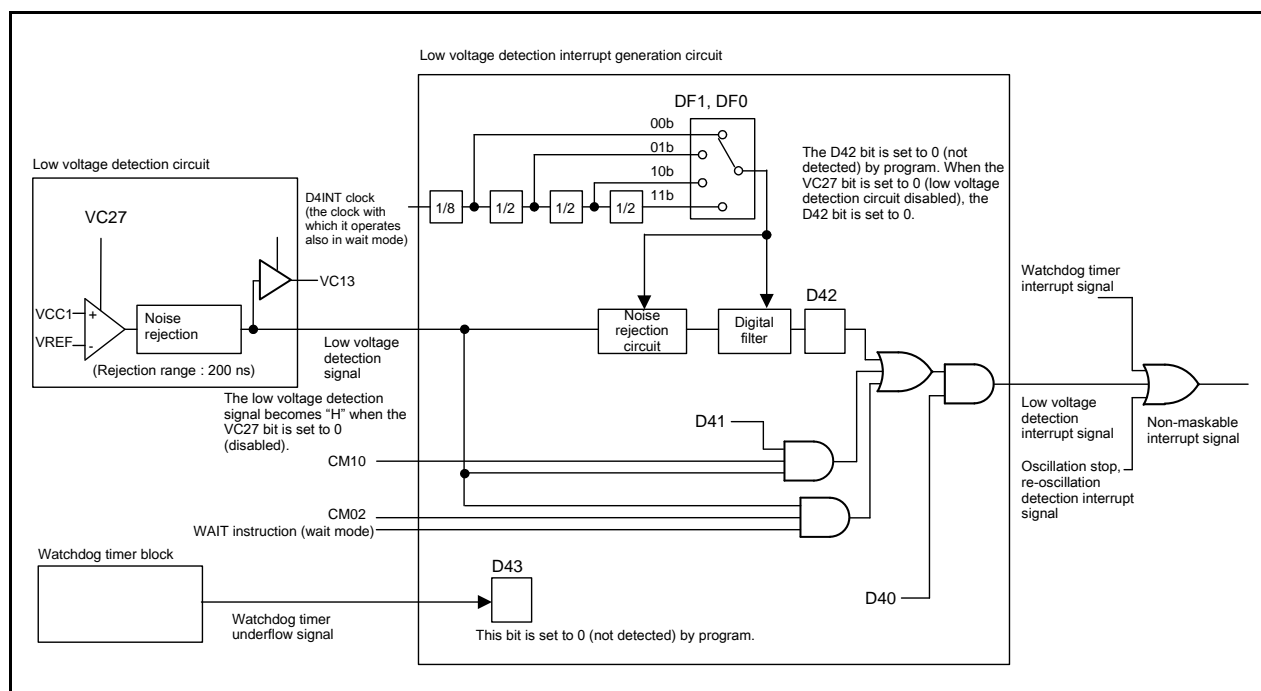 Low voltage detection interrupt generation circuit
DF1, DF0
00b
01b
10b
11b
The D42 bit is set to 0 (not
detected) by program. When the
VC27 bit is set to 0 (low voltage
detection circuit disabled), the
D42 bit is set to 0.
Low voltage detection circuit
D4INT clock
(the clock with
which it operates
also in wait mode)
1/8
1/2
1/2
1/2
VC27
VC13
VCC1
+
VREF
-
Noise
rejection
(Rejection range : 200 ns)
Low voltage
detection
signal
The low voltage detection
signal becomes “H” when the
VC27 bit is set to 0
(disabled).
Noise
rejection
circuit
Digital
filter
D42
Watchdog timer
interrupt signal
D41
CM10
CM02
WAIT instruction (wait mode)
Low voltage
detection
interrupt signal
Non-maskable
interrupt signal
Oscillation stop,
re-oscillation
detection interrupt
signal
Watchdog timer block
D43
D40
Watchdog timer
underflow signal
This bit is set to 0 (not detected) by program.